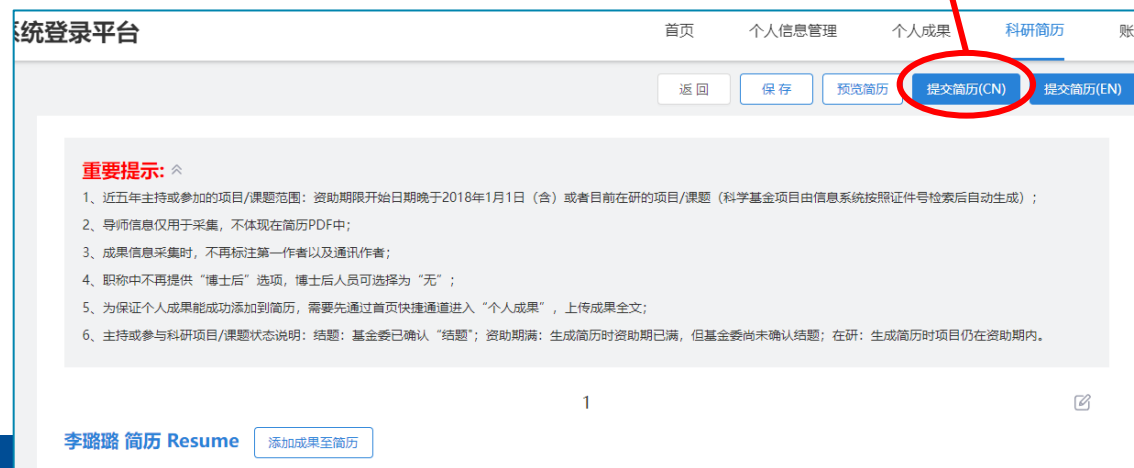 系统登录平台
首页 个人信息管理 个人成果 科研简历 账
返 回 保 存 预览简历 提交简历(CN) 提交简历(EN)
重要提示:
1、近五年主持或参加的项目/课题范围：资助期限开始日期晚于2018年1月1日（含）或者目前在研的项目/课题（科学基金项目由信息系统按照证件号检索后自动生成）;
2、导师信息仅用于采集，不体现在简历PDF中;
3、成果信息采集时，不再标注第一作者以及通讯作者;
4、职称中不再提供“博士后”选项，博士后人员可选择为“无”;
5、为保证个人成果能成功添加到简历，需要先通过首页快捷通道进入“个人成果”，上传成果全文;
6、主持或参与科研项目/课题状态说明：结题：基金委已确认“结题"；资助期满：生成简历时资助期已满，但基金委尚未确认结题；在研：生成简历时项目仍在资助期内。
1
李璐璐 简历 Resume 添加成果至简历